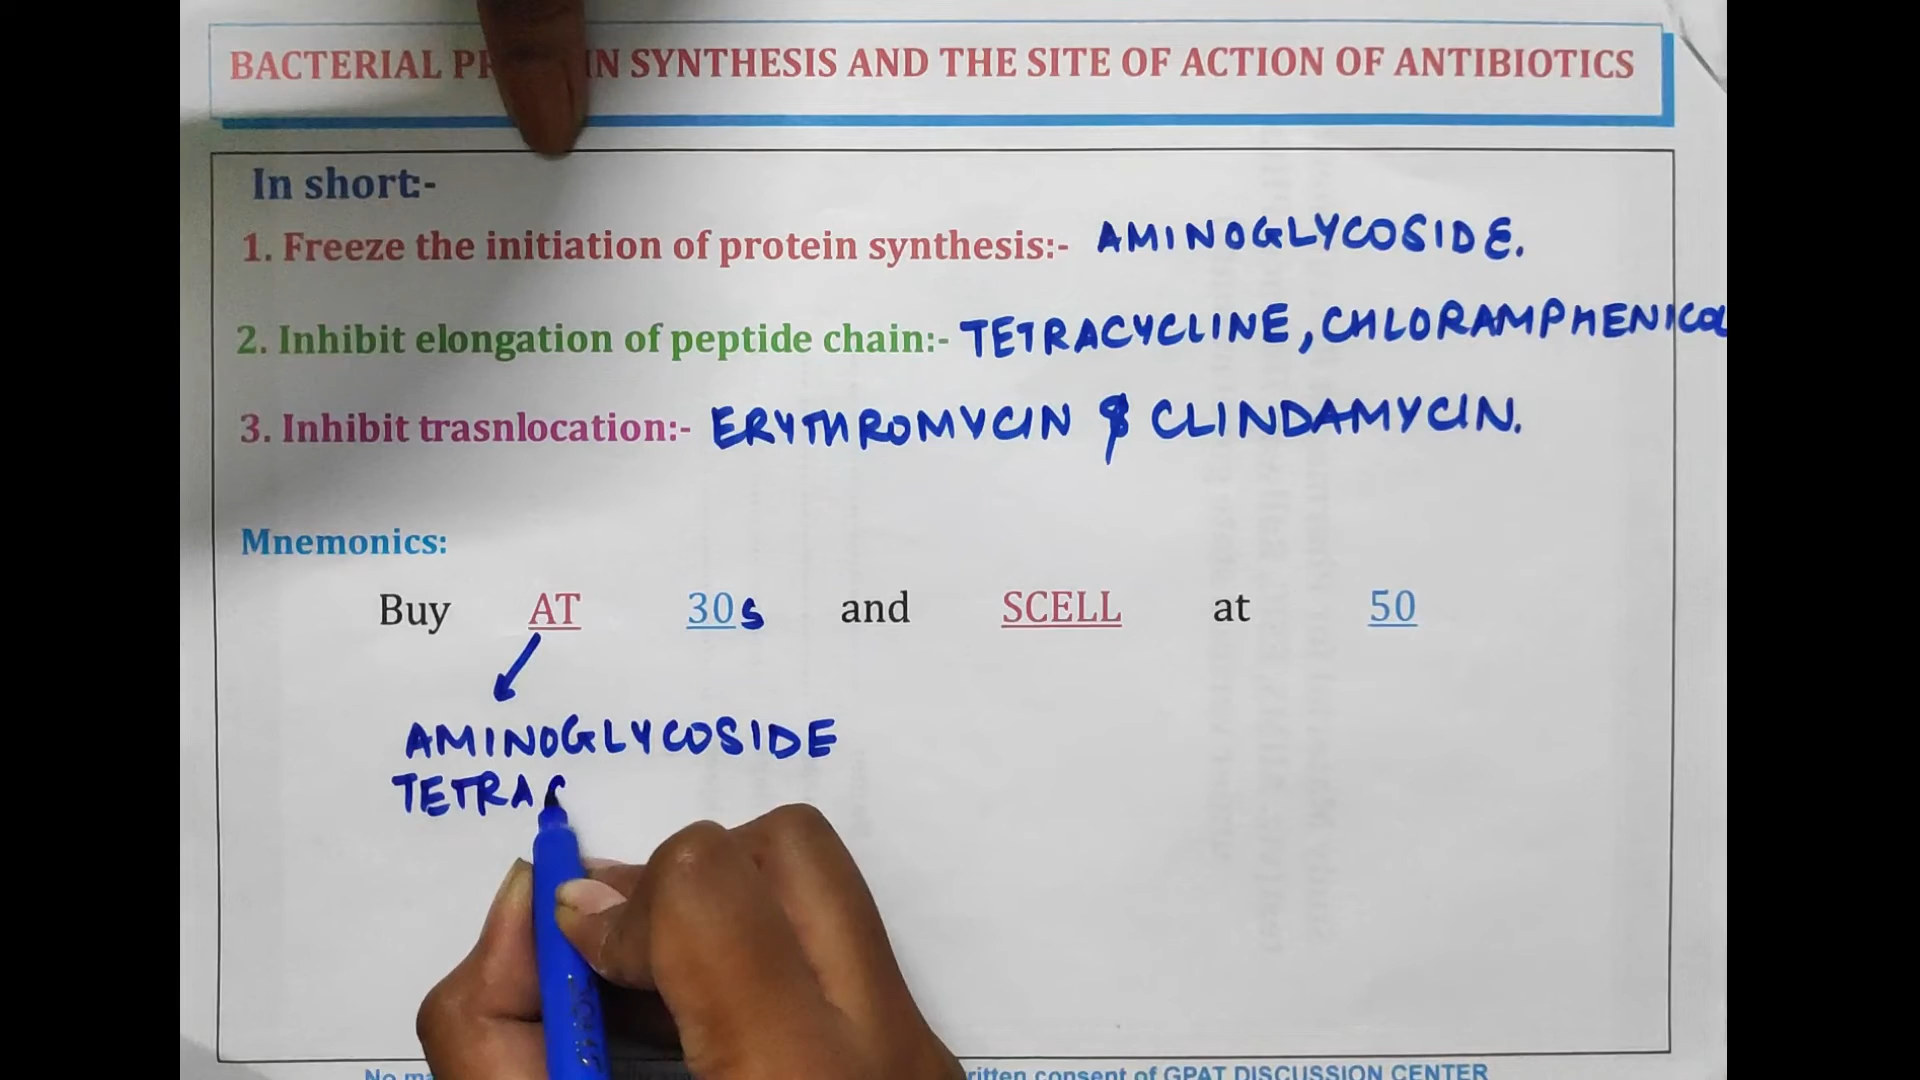 BACTERIAL PR IN SYNTHESIS AND THE SITE OF ACTION OF ANTIBIOTICS
In short:-
1. Freeze the initiation of protein synthesis:- AMINOGLYCOSIDE.
2. Inhibit elongation of peptide chain:- TETRACYCLINE, CHLORAMPHENICOL
3. Inhibit trasnlocation:- ERYTHROMYCIN & CLINDAMYCIN.
Mnemonics:
Buy AT 30s and SCELL at 50
AMINOGLYCOSIDE
TETRAC
No ritten consent of GPAT DISCUSSION CENTER